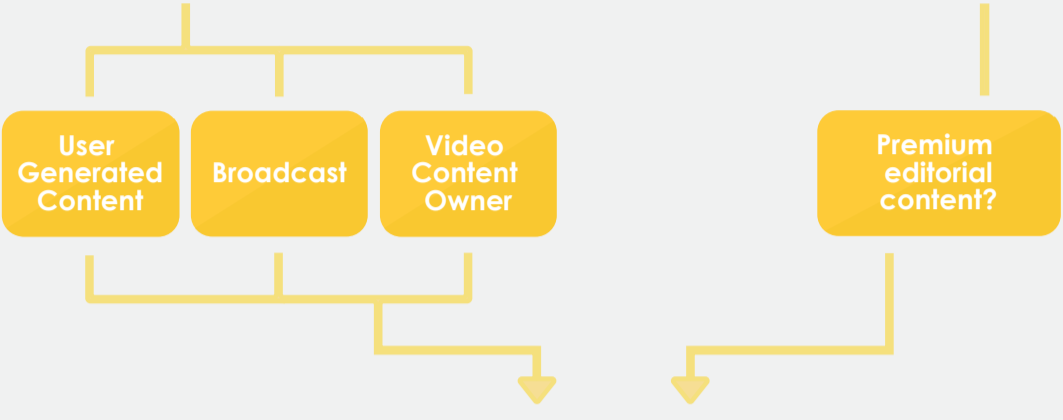 User
Generated
Content
Broadcast
Video
Content
Owner
Premium
editorial
content?